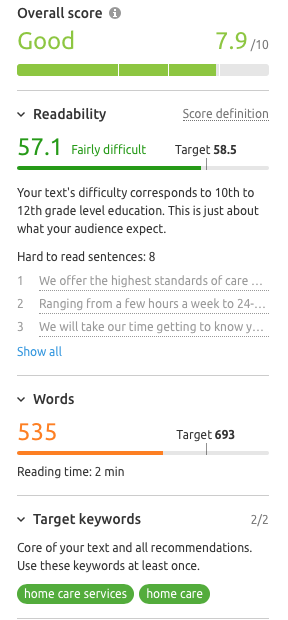 Overall score
Good 7.9 /10
Readability Score definition
57.1 Fairly difficult Target 58.5
Your text's difficulty corresponds to 10th to
12th grade level education. This is just about
what your audience expect.
Hard to read sentences: 8
1 We offer the highest standards of care ...
2 Ranging from a few hours a week to 24-...
3 We will take our time getting to know y...
Show all
Words
535 Target 693
Reading time: 2 min
Target keywords 2/2
Core of your text and all recommendations.
Use these keywords at least once.
home care services home care